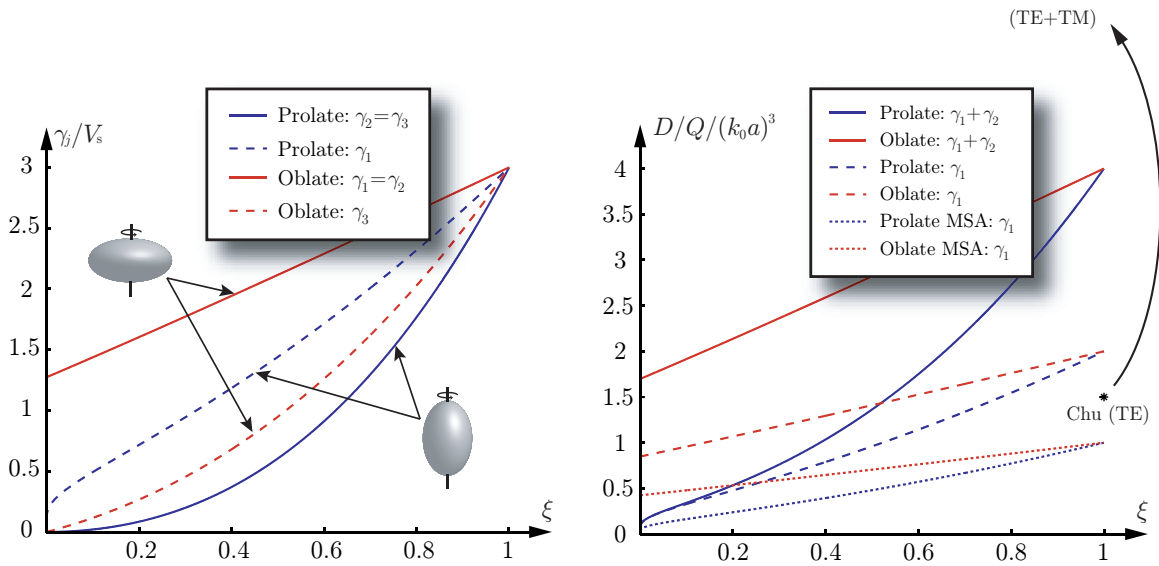 γj/Vs
Prolate: γ2=γ3
Prolate: γ1
Oblate: γ1=γ2
Oblate: γ3
3
2.5
2
1.5
1
0.5
0
0.2
0.4
0.6
0.8
1
ξ
(TE+TM)
D/Q/(k0a)^3
Prolate: γ1+γ2
Oblate: γ1+γ2
Prolate: γ1
Oblate: γ1
Prolate MSA: γ1
Oblate MSA: γ1
4
3.5
3
2.5
2
1.5
1
0.5
0
Chu (TE)
0.2
0.4
0.6
0.8
1
ξ